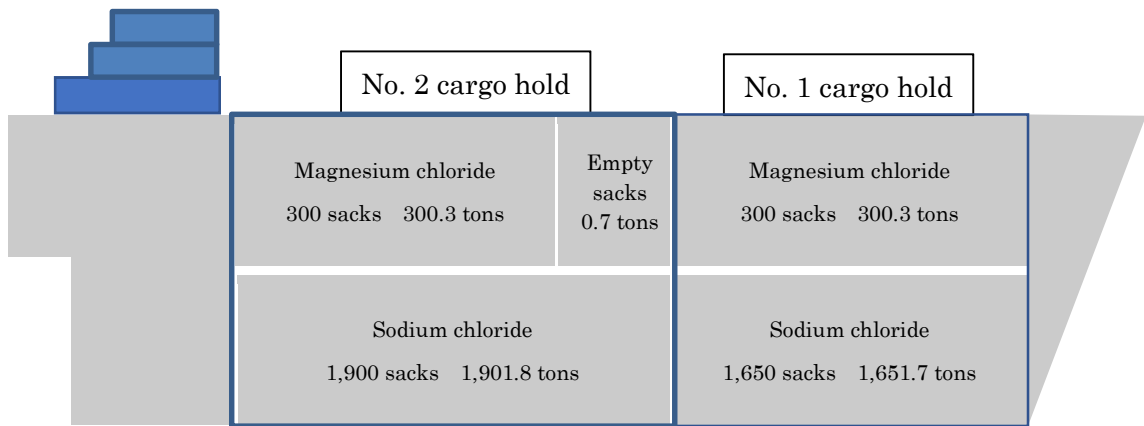 No. 2 cargo hold
No. 1 cargo hold
Magnesium chloride
300 sacks 300.3 tons
Empty
sacks
0.7 tons
Magnesium chloride
300 sacks 300.3 tons
Sodium chloride
1,900 sacks 1,901.8 tons
Sodium chloride
1,650 sacks 1,651.7 tons